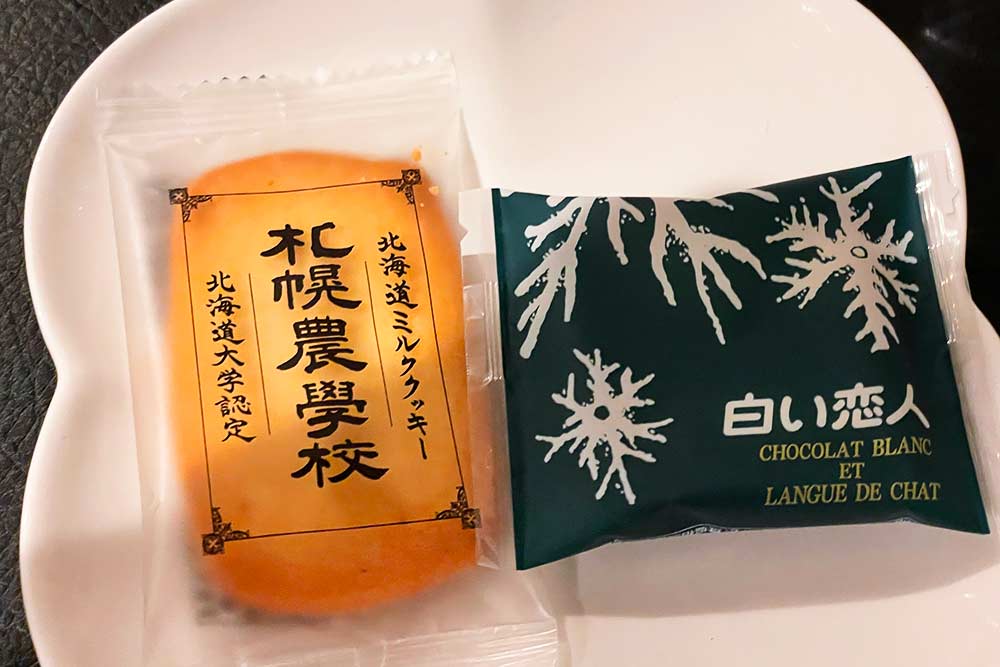 北海道ミルククッキー
札幌農學校
北海道大学認定
白い恋人
CHOCOLAT BLANC
ET
LANGUE DE CHAT